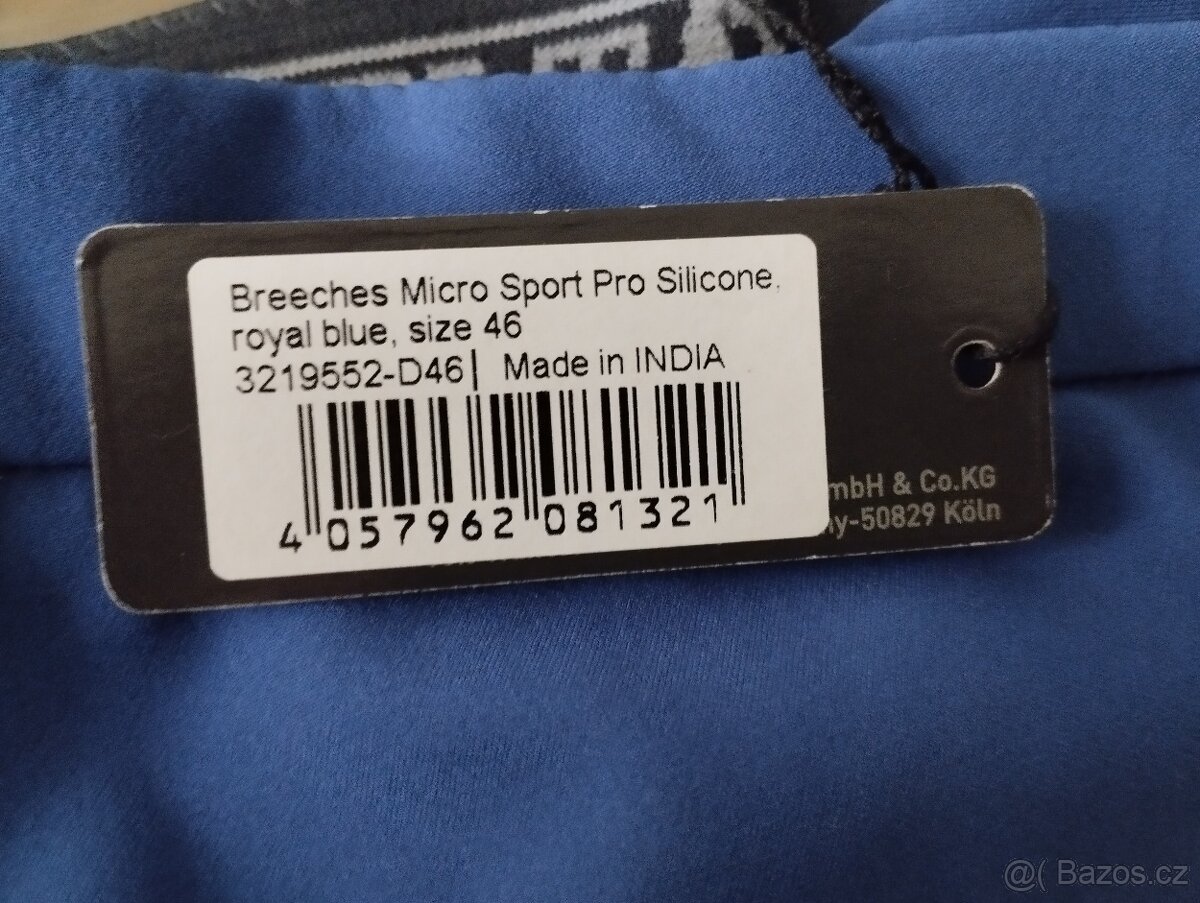 Breeches Micro Sport Pro Silicone,
royal blue, size 46
3219552-D46| Made in INDIA
4 057962 081321
& Co.KG
50829 Köln
@( Bazos.cz